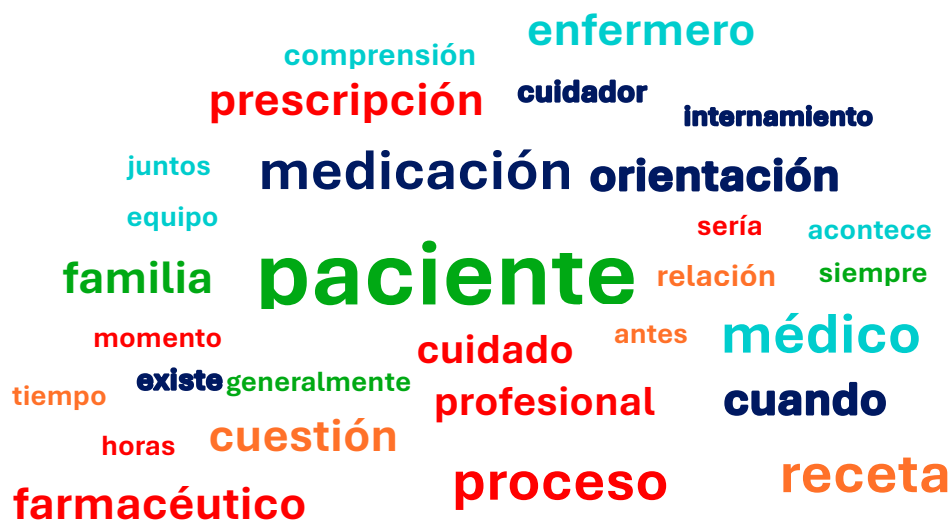 enfermero
comprensión
prescripción cuidador
internamiento
juntos medicación orientación
equipo sería acontece
familia paciente relación siempre
momento cuidado antes médico
tiempo existe generalmente profesional cuando
horas cuestión
farmacéutico proceso receta